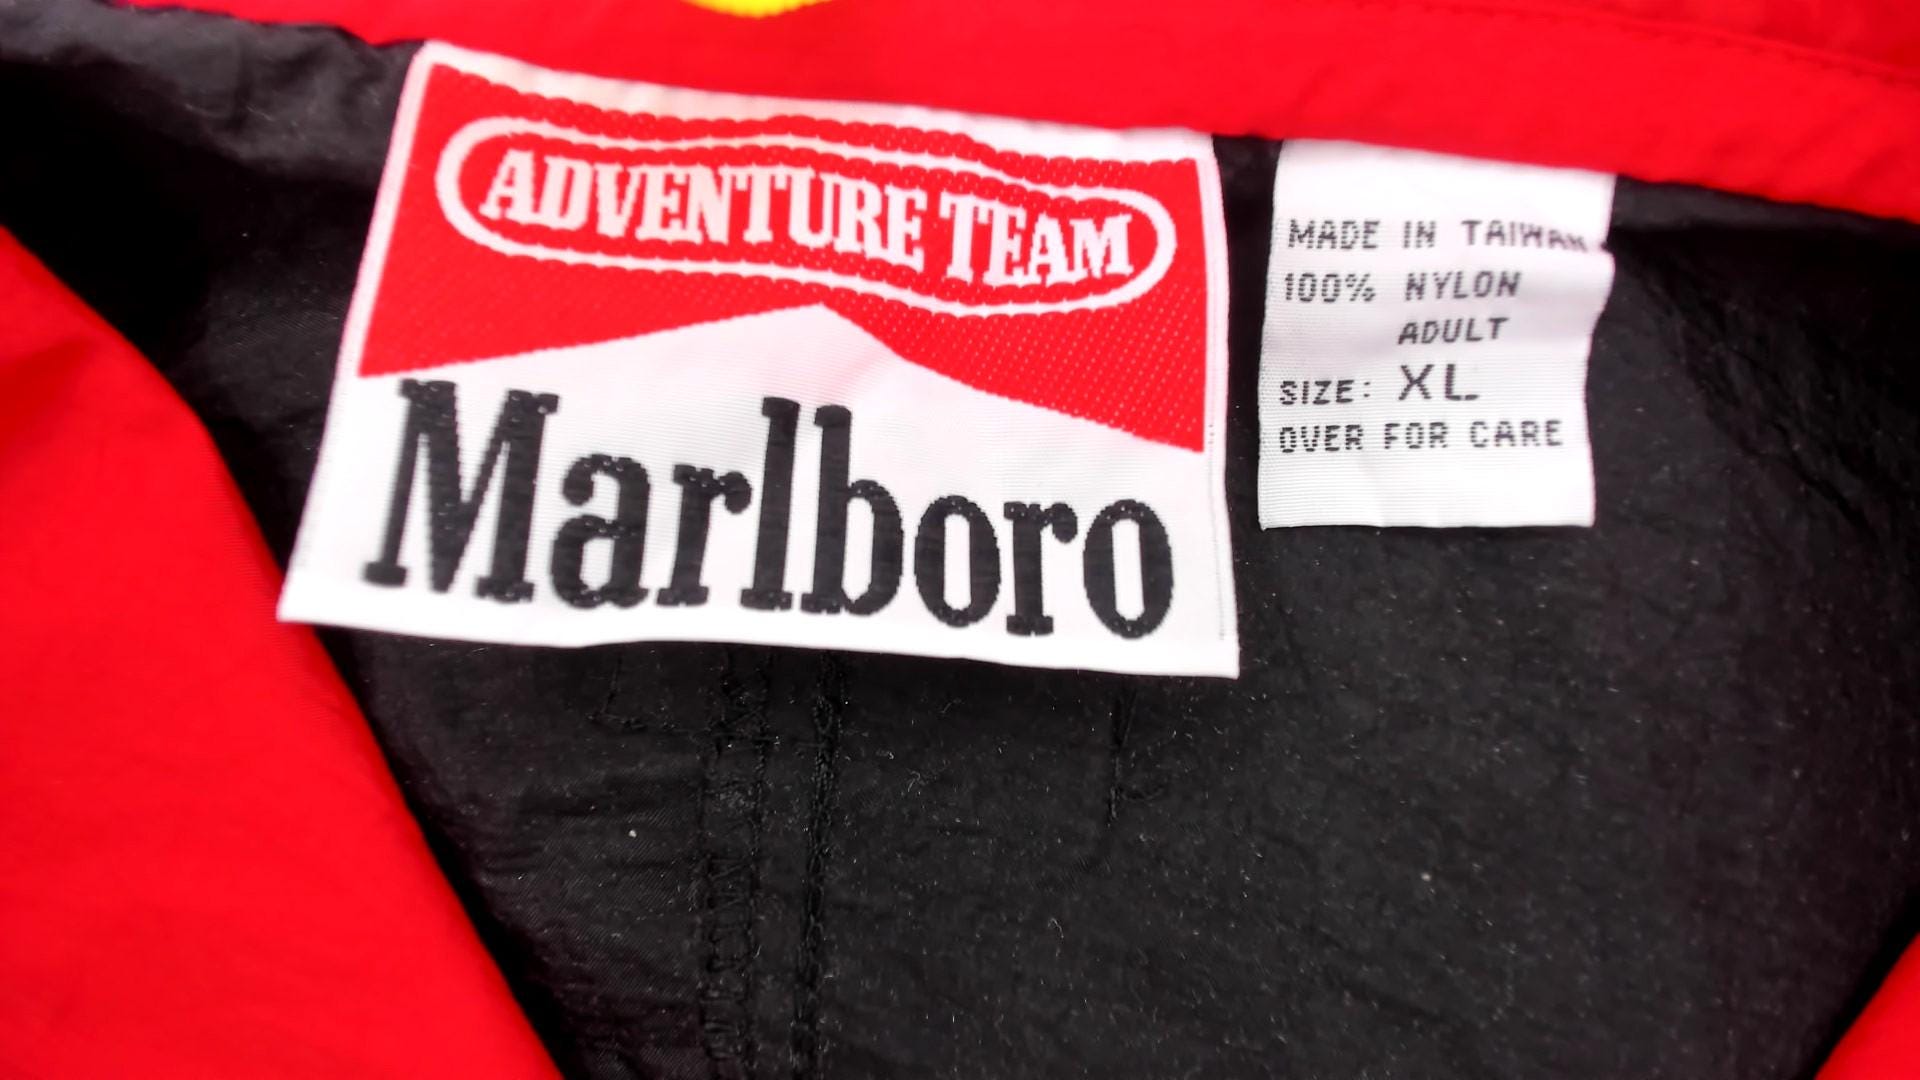 ADVENTURE TEAM
Marlboro
MADE IN TAIWAN
100% NYLON
ADULT
SIZE: XL
OVER FOR CARE